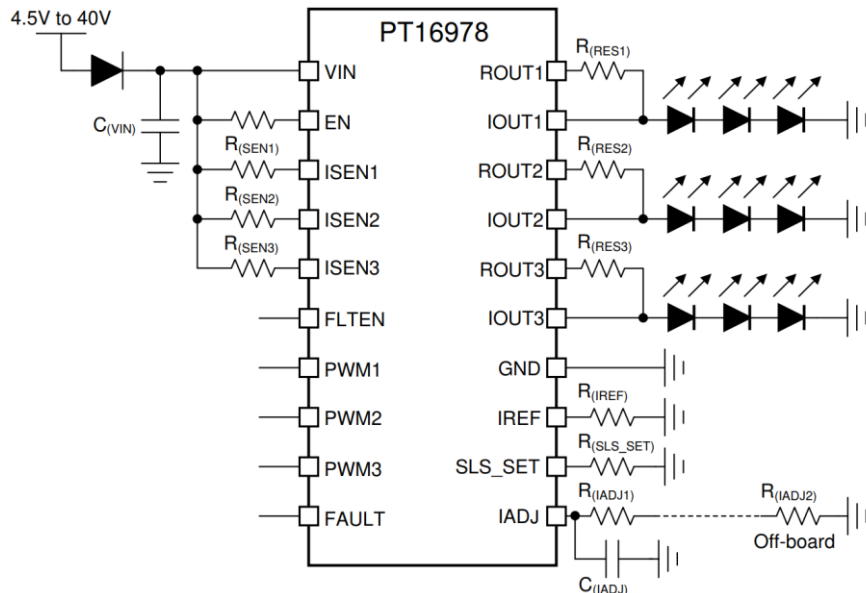 4.5V to 40V
PT16978
C(VIN)
VIN
EN
R(SEN1)
ISEN1
R(SEN2)
ISEN2
R(SEN3)
ISEN3
FLTEN
PWM1
PWM2
PWM3
FAULT
R(RES1)
ROUT1
IOUT1
R(RES2)
ROUT2
IOUT2
R(RES3)
ROUT3
IOUT3
GND
R(IREF)
IREF
R(SLS_SET)
SLS_SET
R(IADJ1)
R(IADJ2)
IADJ
Off-board
C(IADJ)